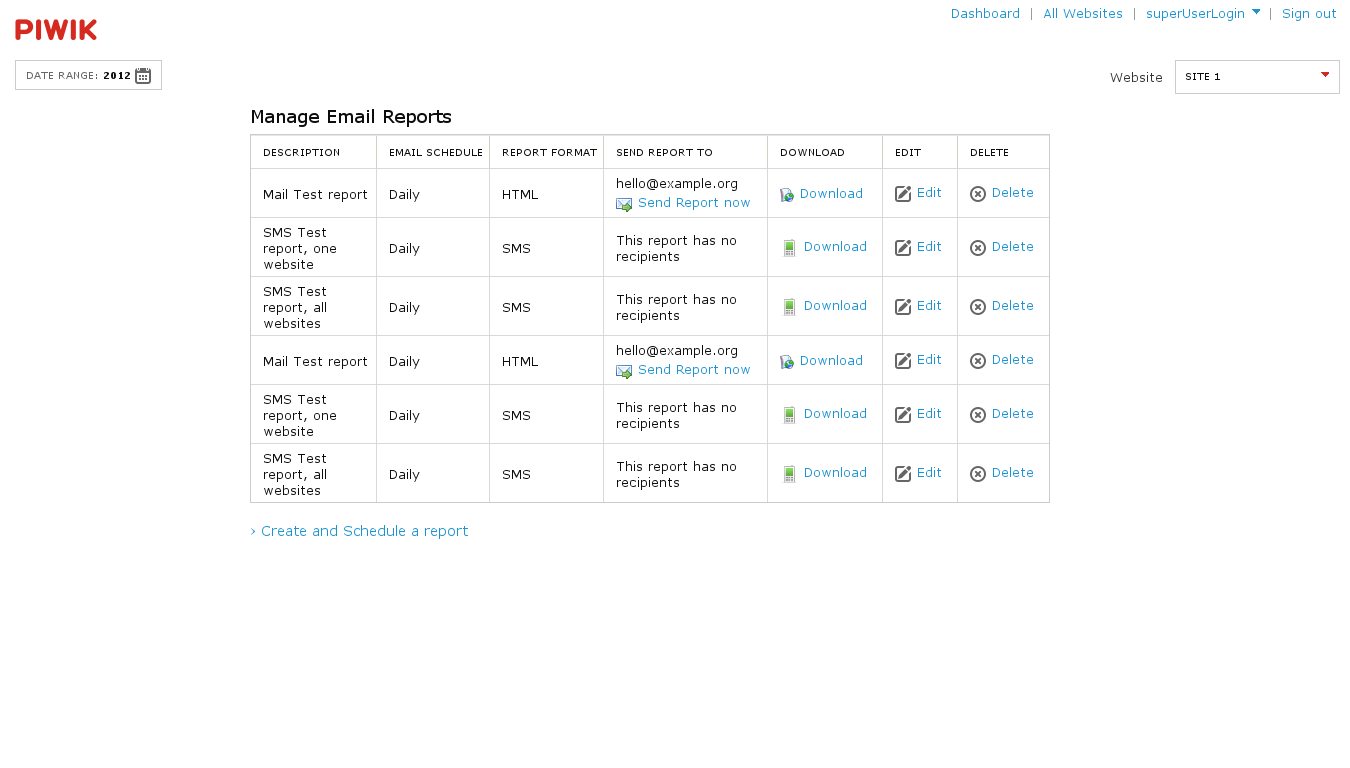 PIWIK
Dashboard | All Websites | superUserLogin | Sign out
DATE RANGE: 2012
Website SITE 1
Manage Email Reports
DESCRIPTION EMAIL SCHEDULE REPORT FORMAT SEND REPORT TO DOWNLOAD EDIT DELETE
Mail Test report Daily HTML hello@example.org
Send Report now Download Edit Delete
SMS Test
report, one
website Daily SMS This report has no
recipients Download Edit Delete
SMS Test
report, all
websites Daily SMS This report has no
recipients Download Edit Delete
Mail Test report Daily HTML hello@example.org
Send Report now Download Edit Delete
SMS Test
report, one
website Daily SMS This report has no
recipients Download Edit Delete
SMS Test
report, all
websites Daily SMS This report has no
recipients Download Edit Delete
› Create and Schedule a report